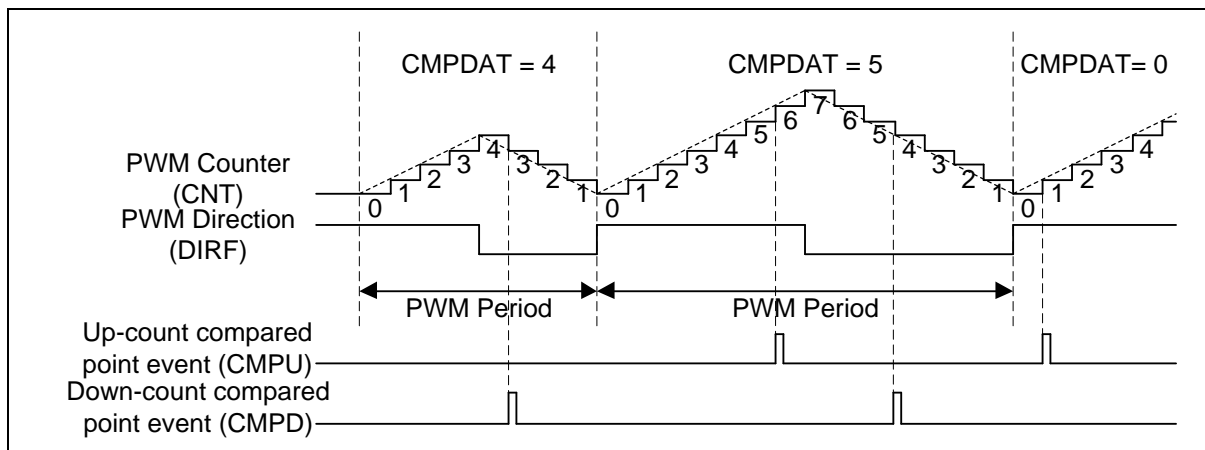 CMPDAT = 4
CMPDAT = 5
CMPDAT= 0
PWM Counter
(CNT)
0 1 2 3 4 3 2 1 0 1 2 3 4 5 6 7 6 5 4 3 2 1 0 1 2 3 4
PWM Direction
(DIRF)
PWM Period
PWM Period
Up-count compared
point event (CMPU)
Down-count compared
point event (CMPD)